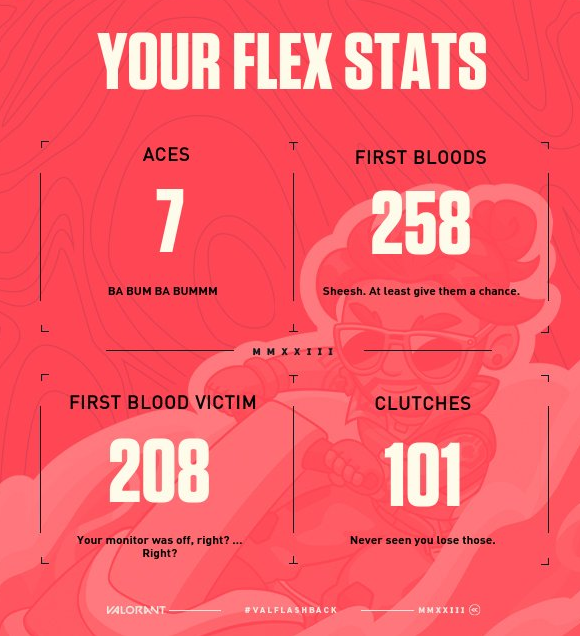 YOUR FLEX STATS
ACES
7
BA BUM BA BUMMM
FIRST BLOODS
258
Sheesh. At least give them a chance.
MMXXIII
FIRST BLOOD VICTIM
208
Your monitor was off, right? ...
Right?
CLUTCHES
101
Never seen you lose those.
VALORANT
#VALFLASHBACK
MMXXIII